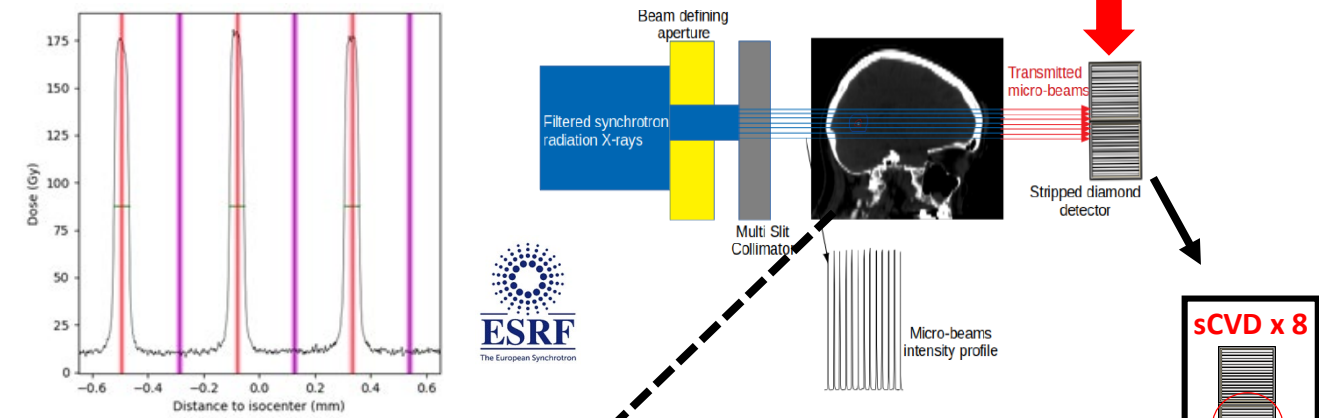 175
150
125
100
75
50
25
0
Dose (Gy)
−0.6
−0.4
−0.2
0.0
0.2
0.4
0.6
Distance to isocenter (mm)
ESRF
The European Synchrotron
Beam defining
aperture
Filtered synchrotron
radiation X-rays
Multi Slit
Collimator
Transmitted
micro-beams
Stripped diamond
detector
Micro-beams
intensity profile
sCVD x 8